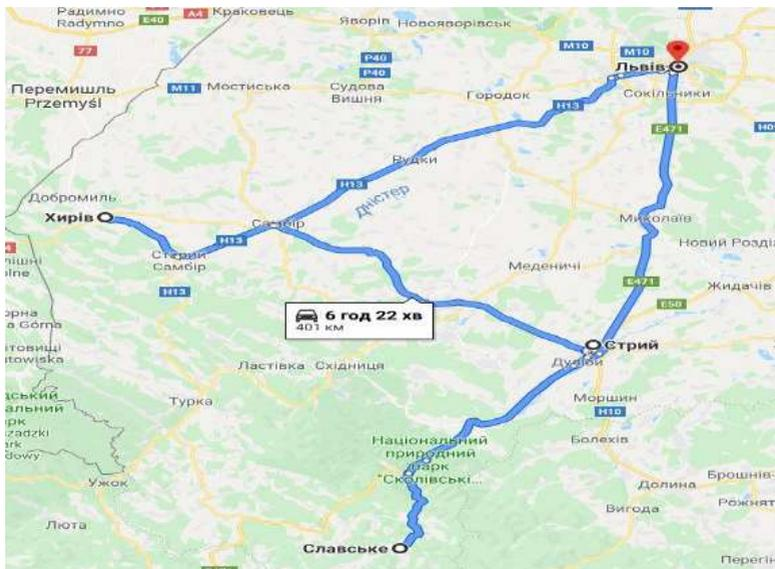 Радимно
Radymno
E40
A4
Краковець
Яворів
Новояворівськ
77
P40
P40
M10
M10
Львів
Перемишль
Przemyśl
M11
Мостиська
Судова
Вишня
Городок
H13
Сокільники
E471
Рудки
H13
Дністер
Добромиль
Хирів
Самбір
H13
Старий
Самбір
H13
Миколаїв
Новий Розділ
Меденичі
E471
E50
Жидачів
6 год 22 хв
401 км
Стрий
Дуліби
Ластівка
Східниця
Турка
Моршин
H10
Болехів
Національний
природний
парк
"Сколівські...
Ужок
Долина
Брошнів-
Рожнят
Вигода
Люта
Славське
Перегін